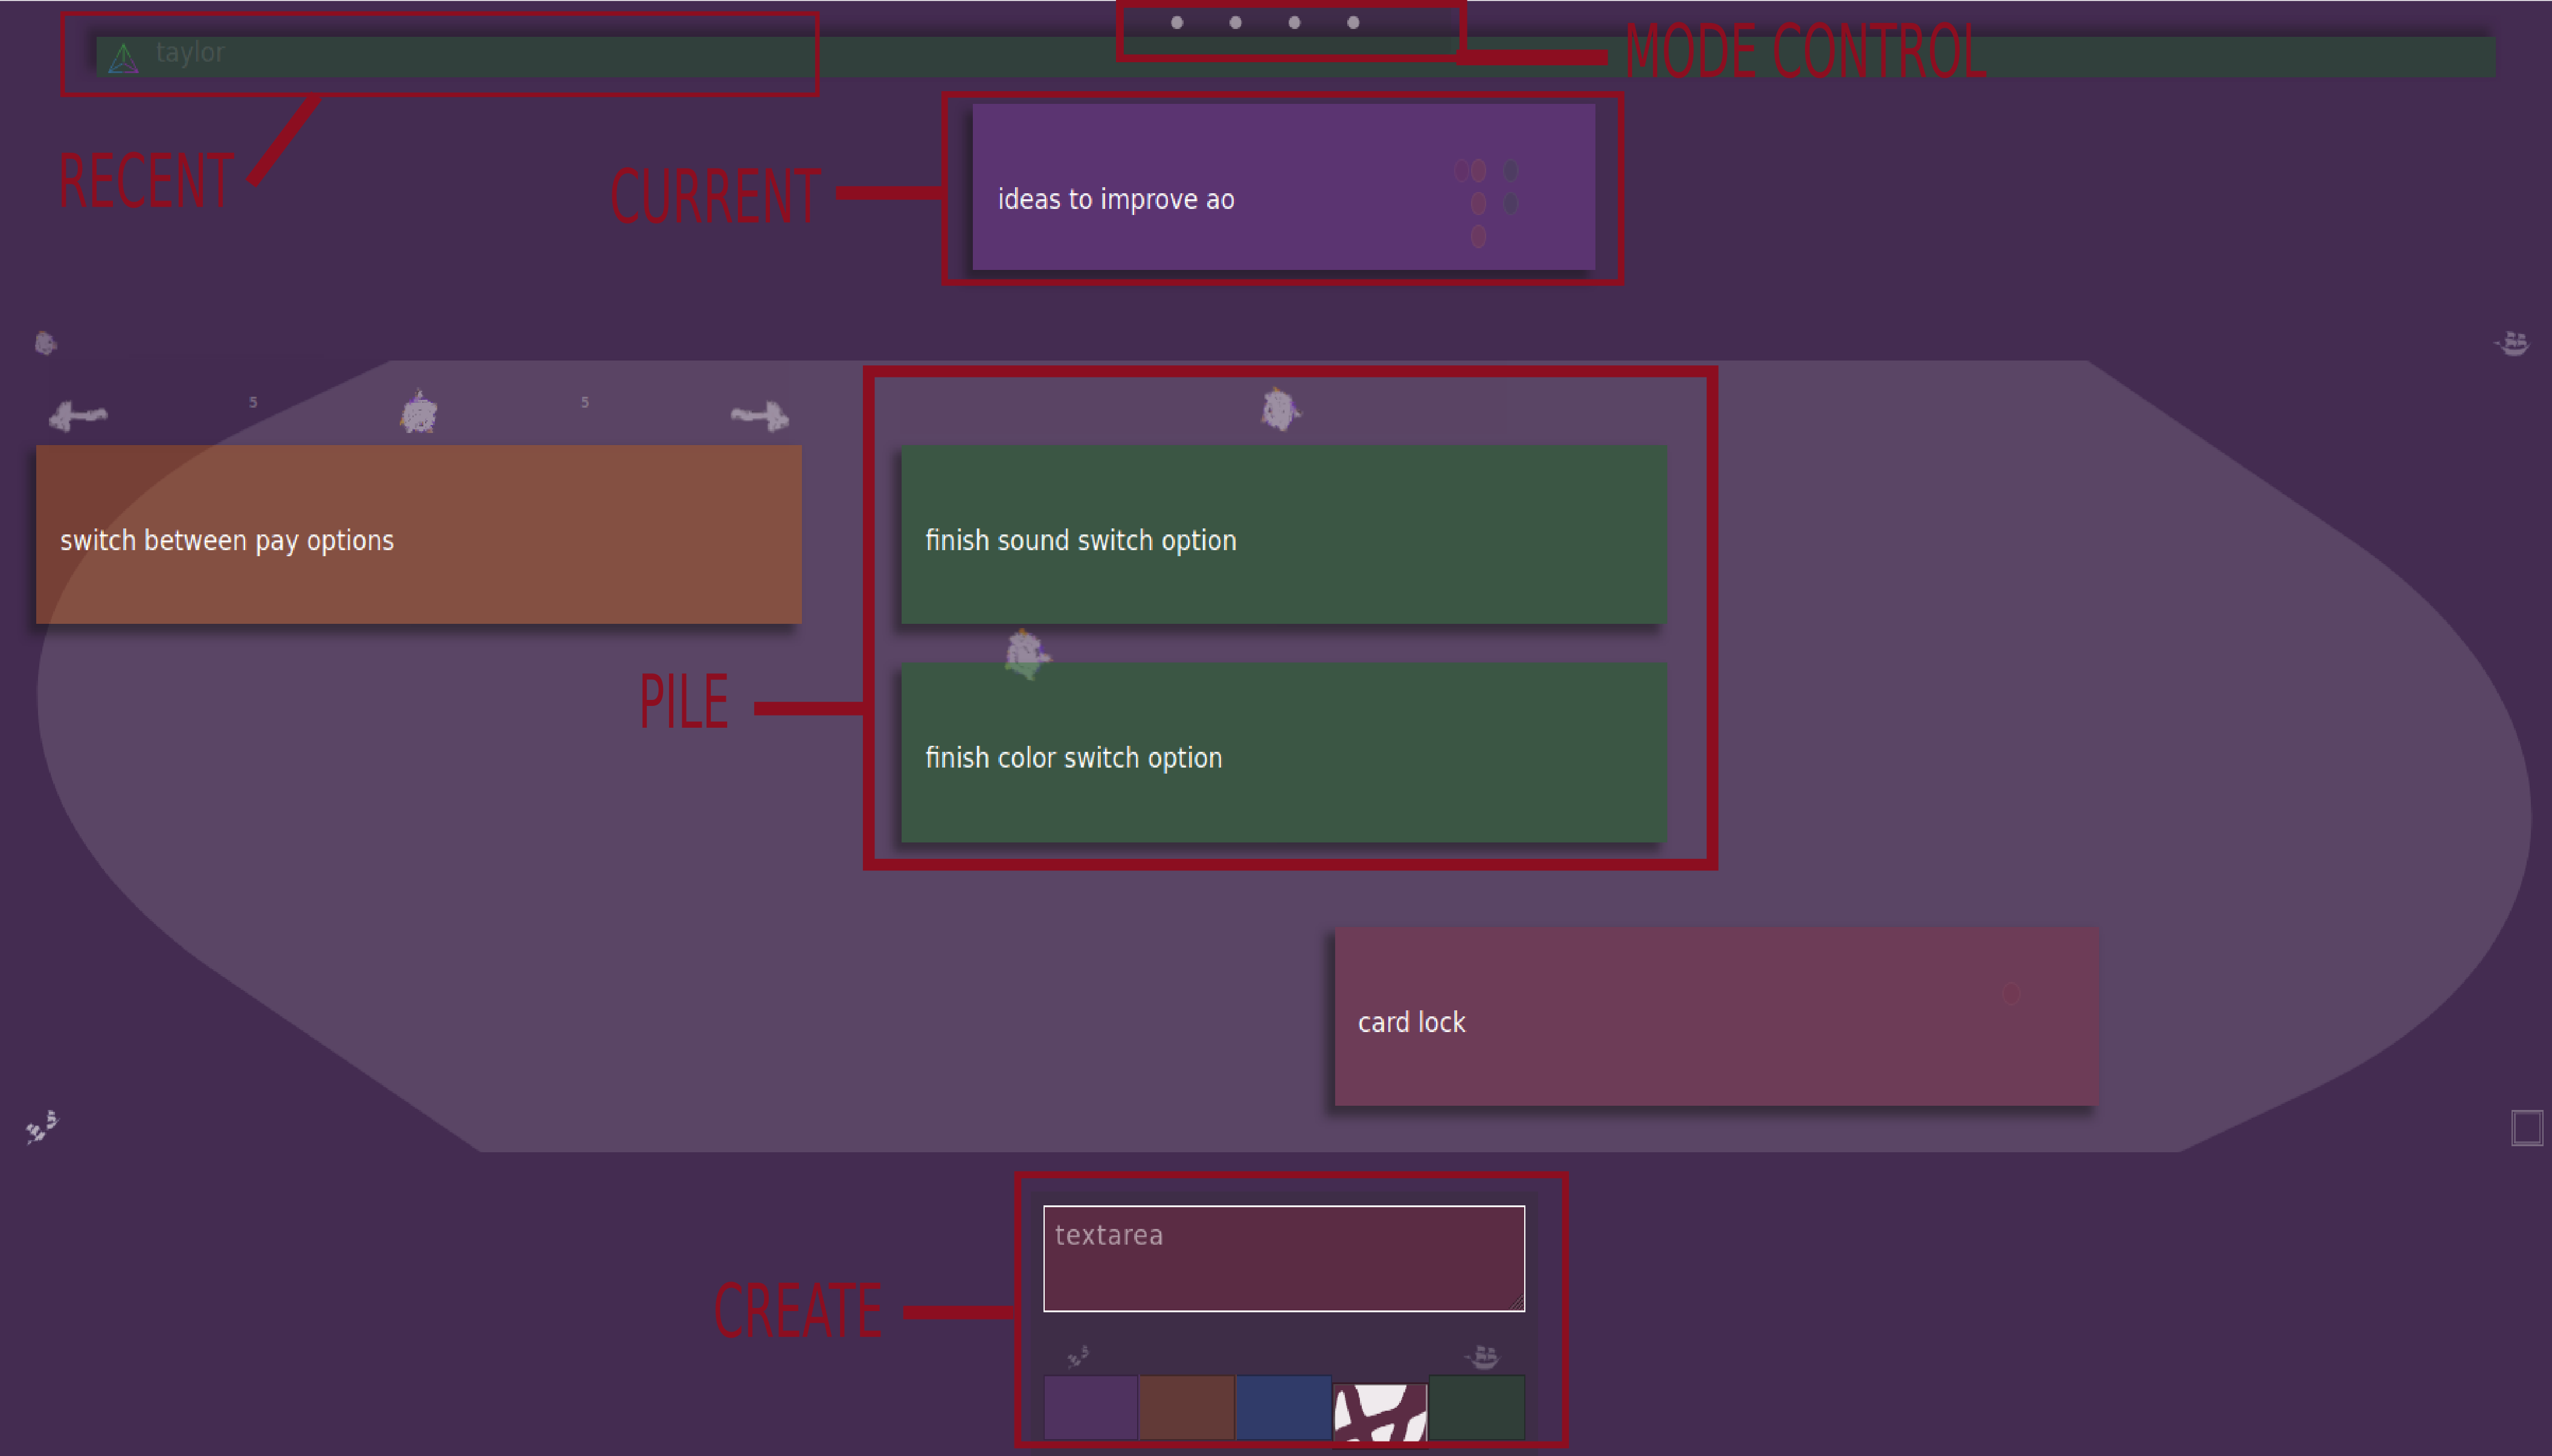 taylor
MODE CONTROL
RECENT
CURRENT
ideas to improve ao
5
5
switch between pay options
finish sound switch option
PILE
finish color switch option
card lock
textarea
CREATE